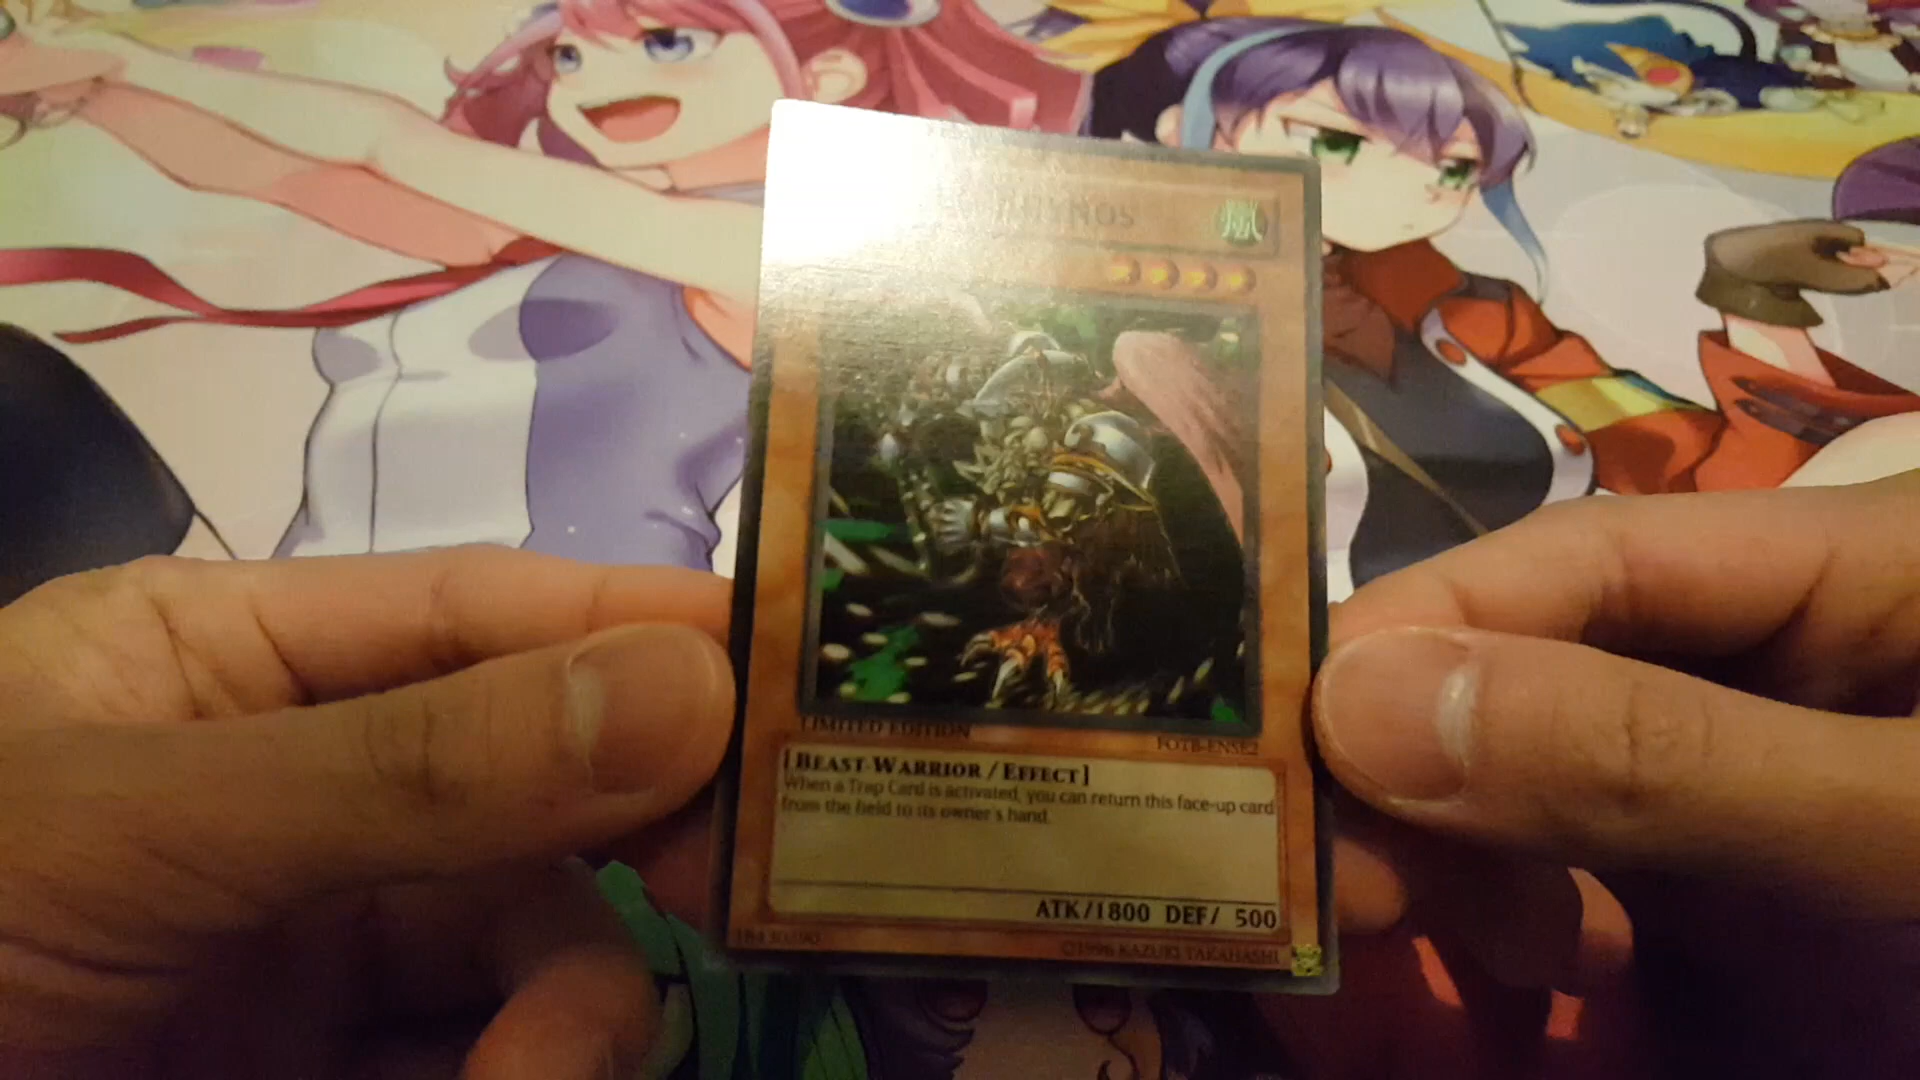 LIMITED EDITION
FOTB-ENSE2
[BEAST-WARRIOR/EFFECT]
When a Trap Card is activated, you can return this face-up card
from the field to its owner's hand.
ATK/1800 DEF/ 500
©1996 KAZUKI TAKAHASHI